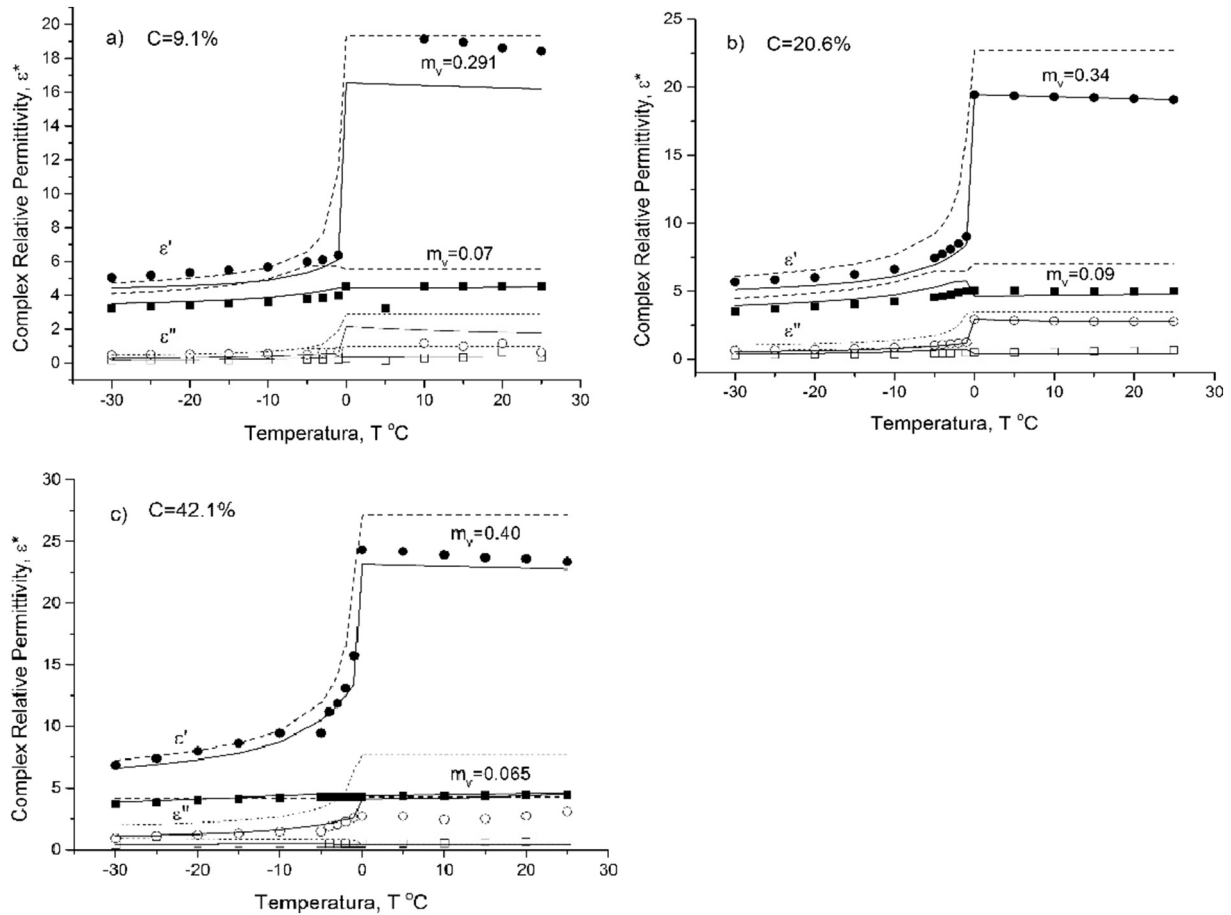 a)
C=9.1%
Complex Relative Permittivity, ε*
20
18
16
14
12
10
8
6
4
2
0
m_v=0.291
ε'
m_v=0.07
ε"
-30
-20
-10
0
10
20
30
Temperatura, T °C
b)
C=20.6%
Complex Relative Permittivity, ε*
25
20
15
10
5
0
m_v=0.34
ε'
m_v=0.09
ε"
-30
-20
-10
0
10
20
30
Temperatura, T °C
c)
C=42.1%
Complex Relative Permittivity, ε*
30
25
20
15
10
5
0
m_v=0.40
ε'
m_v=0.065
ε"
-30
-20
-10
0
10
20
30
Temperatura, T °C